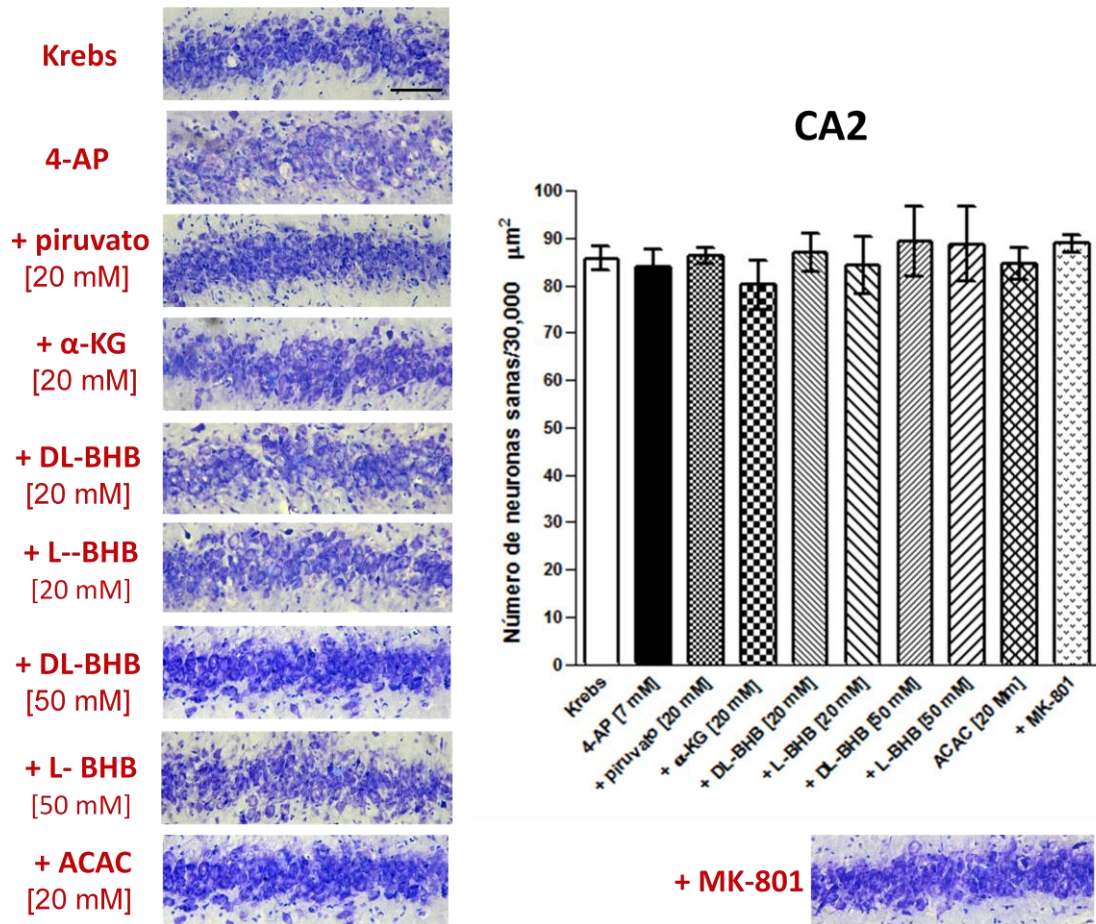 Krebs
4-AP
+ piruvato
[20 mM]
+ α-KG
[20 mM]
+ DL-BHB
[20 mM]
+ L--BHB
[20 mM]
+ DL-BHB
[50 mM]
+ L- BHB
[50 mM]
+ ACAC
[20 mM]
CA2
Número de neuronas sanas/30,000 µm²
100
90
80
70
60
50
40
30
20
10
0
Krebs
4-AP [7 mM]
+ piruvato [20 mM]
+ α-KG [20 mM]
+ DL-BHB [20 mM]
+ L-BHB [20 mM]
+ DL-BHB [50 mM]
+ L-BHB [50 mM]
ACAC [20 Mm]
+ MK-801
+ MK-801